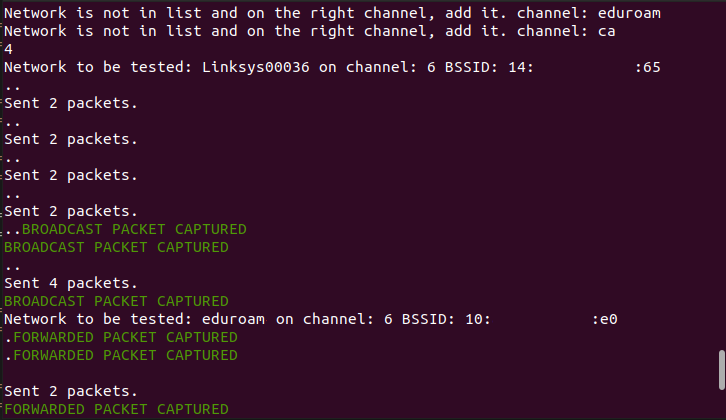 Network is not in list and on the right channel, add it. channel: eduroam
Network is not in list and on the right channel, add it. channel: ca
4
Network to be tested: Linksys00036 on channel: 6 BSSID: 14: :65
..
Sent 2 packets.
..
Sent 2 packets.
..
Sent 2 packets.
..
Sent 2 packets.
..BROADCAST PACKET CAPTURED
BROADCAST PACKET CAPTURED
..
Sent 4 packets.
BROADCAST PACKET CAPTURED
Network to be tested: eduroam on channel: 6 BSSID: 10: :e0
.FORWARDED PACKET CAPTURED
.FORWARDED PACKET CAPTURED
Sent 2 packets.
FORWARDED PACKET CAPTURED